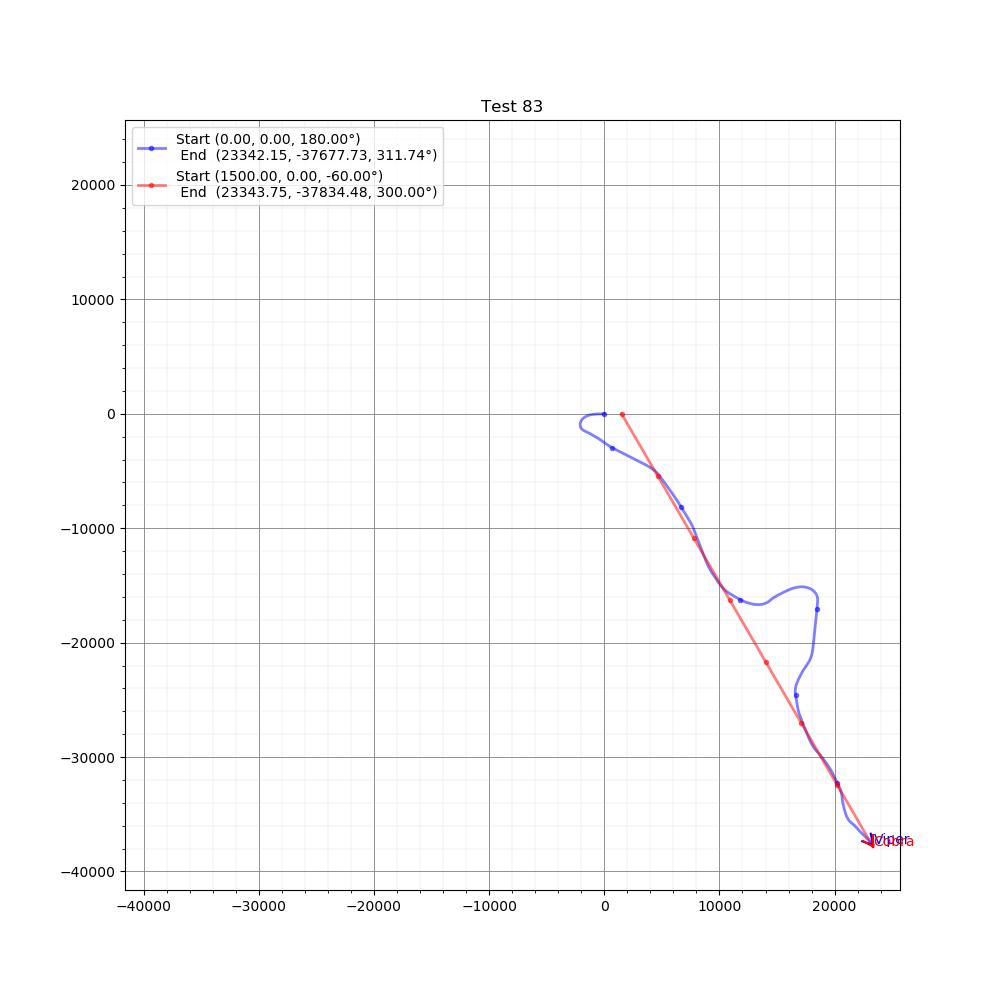 Test 83
Start (0.00, 0.00, 180.00°)
End (23342.15, -37677.73, 311.74°)
Start (1500.00, 0.00, -60.00°)
End (23343.75, -37834.48, 300.00°)
20000
10000
0
−10000
−20000
−30000
−40000
Viper
Cobra
−40000 −30000 −20000 −10000 0 10000 20000